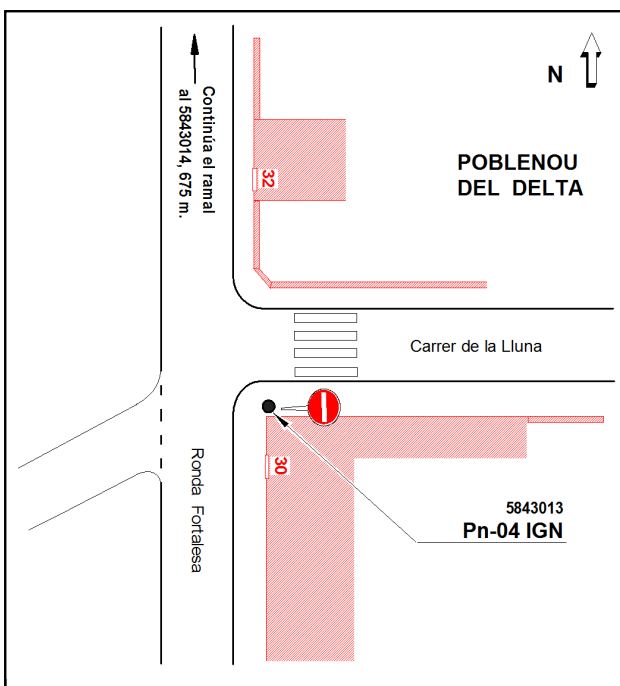 Continúa el ramal
al 5843014, 675 m.
N
POBLENOU
DEL DELTA
32
Carrer de la Lluna
30
Ronda Fortalesa
5843013
Pn-04 IGN